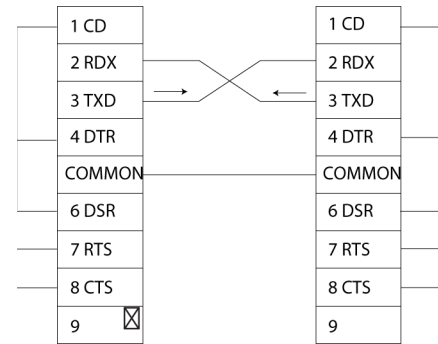 1 CD
2 RDX
3 TXD
4 DTR
COMMON
6 DSR
7 RTS
8 CTS
9
1 CD
2 RDX
3 TXD
4 DTR
COMMON
6 DSR
7 RTS
8 CTS
9